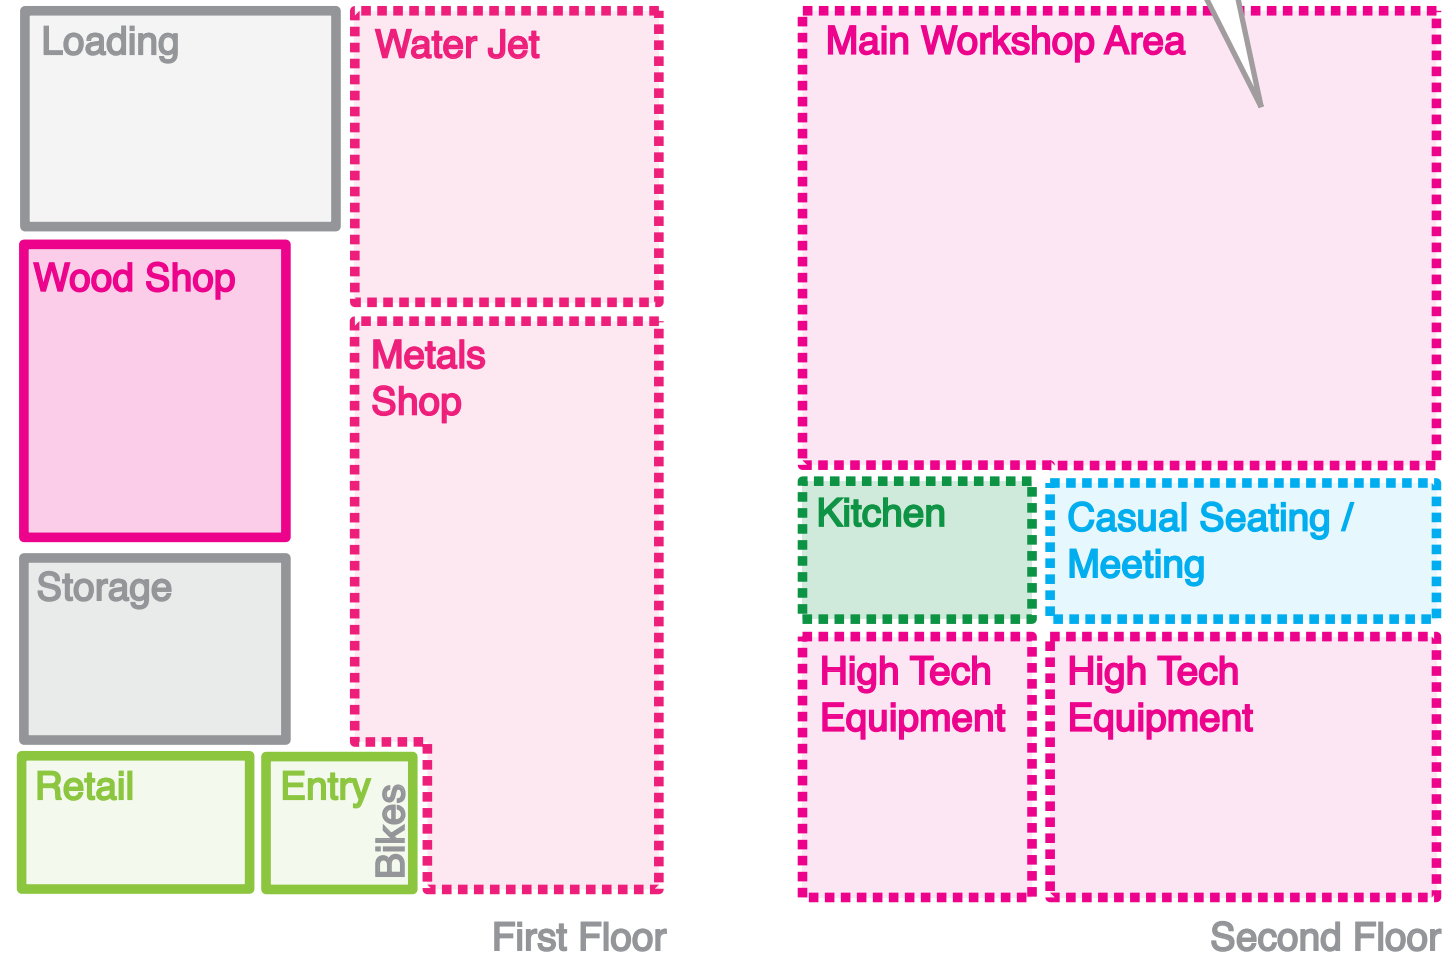 Loading
Water Jet
Wood Shop
Metals
Shop
Storage
Retail
Entry
Bikes
First Floor
Main Workshop Area
Kitchen
Casual Seating /
Meeting
High Tech
Equipment
High Tech
Equipment
Second Floor